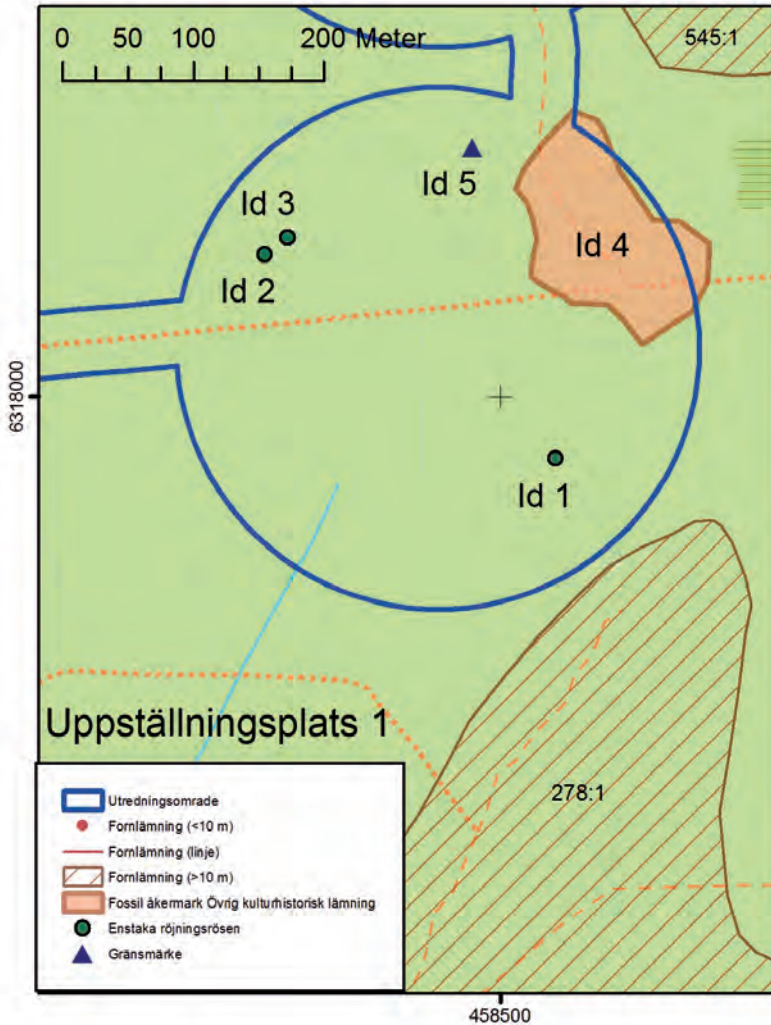 0 50 100 200 Meter
545:1
Id 5
Id 3
Id 4
Id 2
6318000
Id 1
Uppställningsplats 1
278:1
Utredningsomrade
Fornlämning (<10 m)
Fornlämning (linje)
Fornlämning (>10 m)
Fossil åkermark Övrig kulturhistorisk lämning
Enstaka röjningsrösen
Gränsmärke
458500